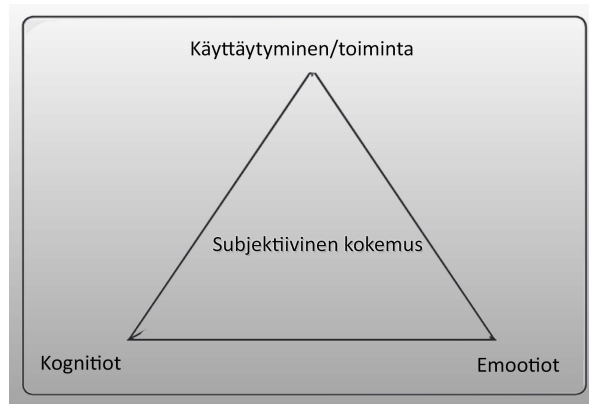 Käyttäytyminen/toiminta
Subjektiivinen kokemus
Kognitiot
Emootiot